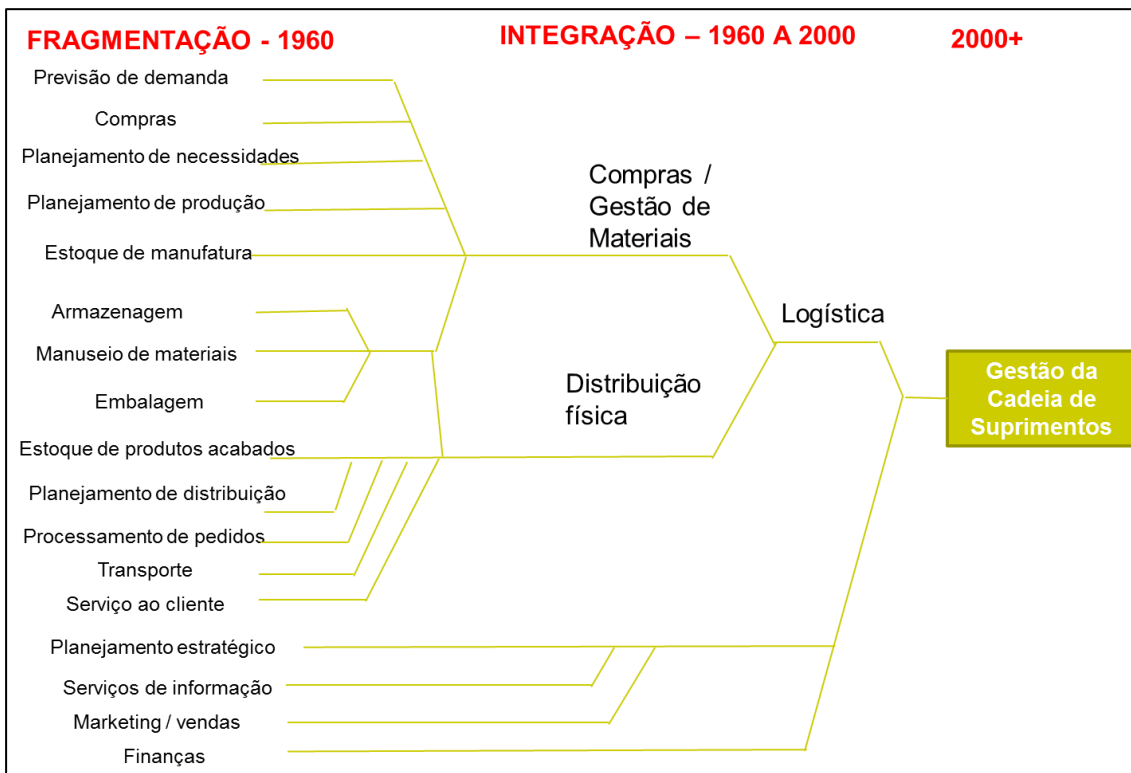 FRAGMENTAÇÃO - 1960
INTEGRAÇÃO – 1960 A 2000
2000+
Previsão de demanda
Compras
Planejamento de necessidades
Planejamento de produção
Estoque de manufatura
Armazenagem
Manuseio de materiais
Embalagem
Estoque de produtos acabados
Planejamento de distribuição
Processamento de pedidos
Transporte
Serviço ao cliente
Planejamento estratégico
Serviços de informação
Marketing / vendas
Finanças
Compras /
Gestão de
Materiais
Distribuição
física
Logística
Gestão da
Cadeia de
Suprimentos